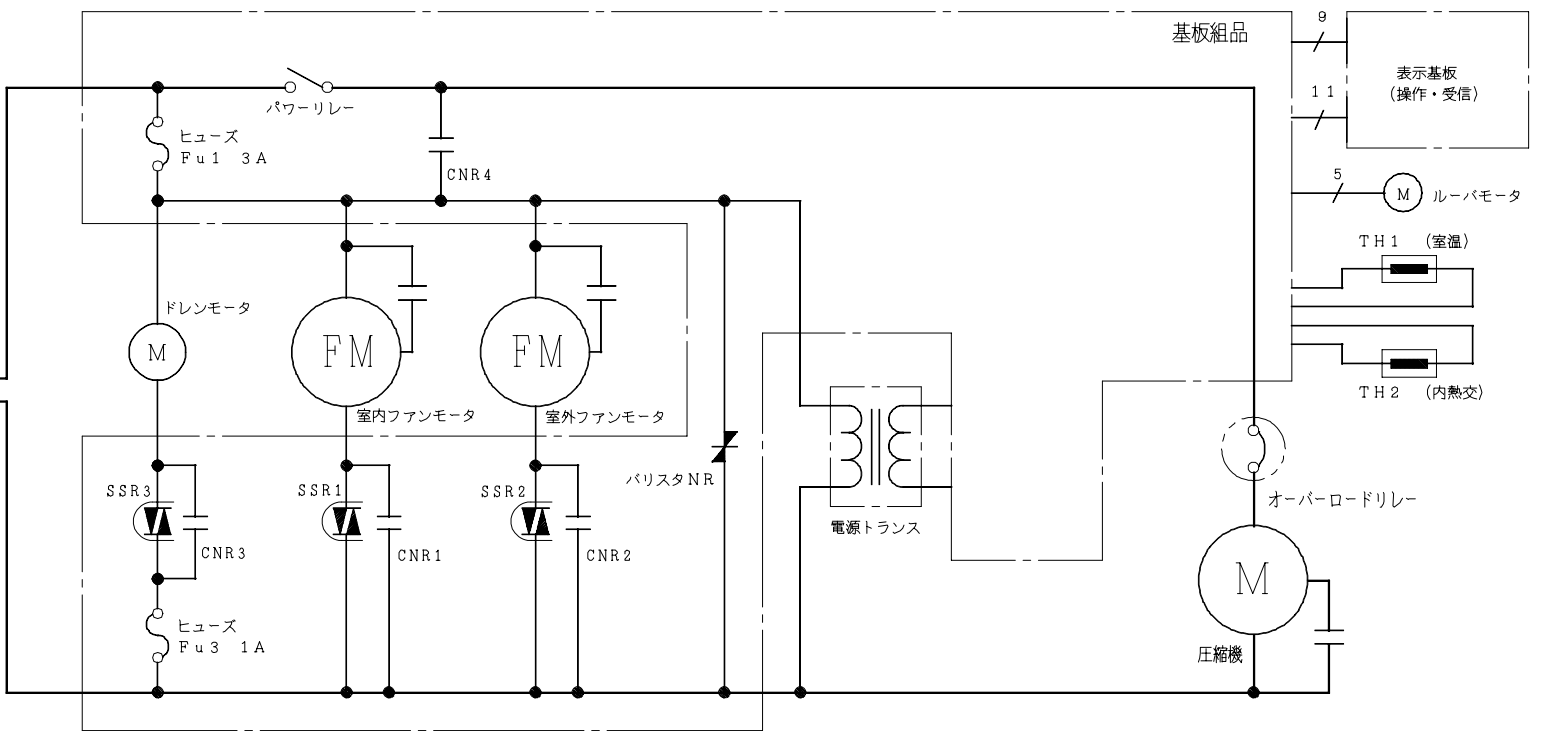 基板組品
9
表示基板
(操作・受信)
11
パワーリレー
ヒューズ
Fu1 3A
CNR4
5
M
ルーバモータ
TH1 (室温)
ドレンモータ
M
FM
FM
室内ファンモータ
室外ファンモータ
TH2 (内熱交)
SSR3
SSR1
SSR2
バリスタNR
電源トランス
オーバーロードリレー
CNR3
CNR1
CNR2
M
ヒューズ
Fu3 1A
圧縮機